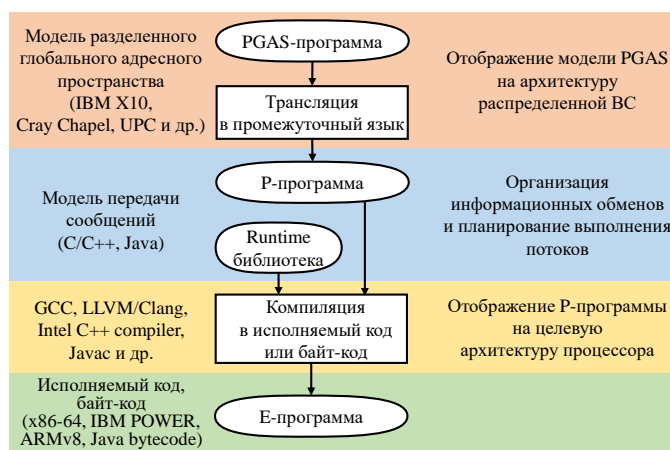 Модель разделенного
глобального адресного
пространства
(IBM X10,
Cray Chapel, UPC и др.)
PGAS-программа
Трансляция
в промежуточный язык
Отображение модели PGAS
на архитектуру
распределенной ВС
Модель передачи
сообщений
(C/C++, Java)
P-программа
Runtime
библиотека
Организация
информационных обменов
и планирование выполнения
потоков
GCC, LLVM/Clang,
Intel C++ compiler,
Javac и др.
Компиляция
в исполняемый код
или байт-код
Отображение P-программы
на целевую
архитектуру процессора
Исполняемый код,
байт-код
(x86-64, IBM POWER,
ARMv8, Java bytecode)
E-программа